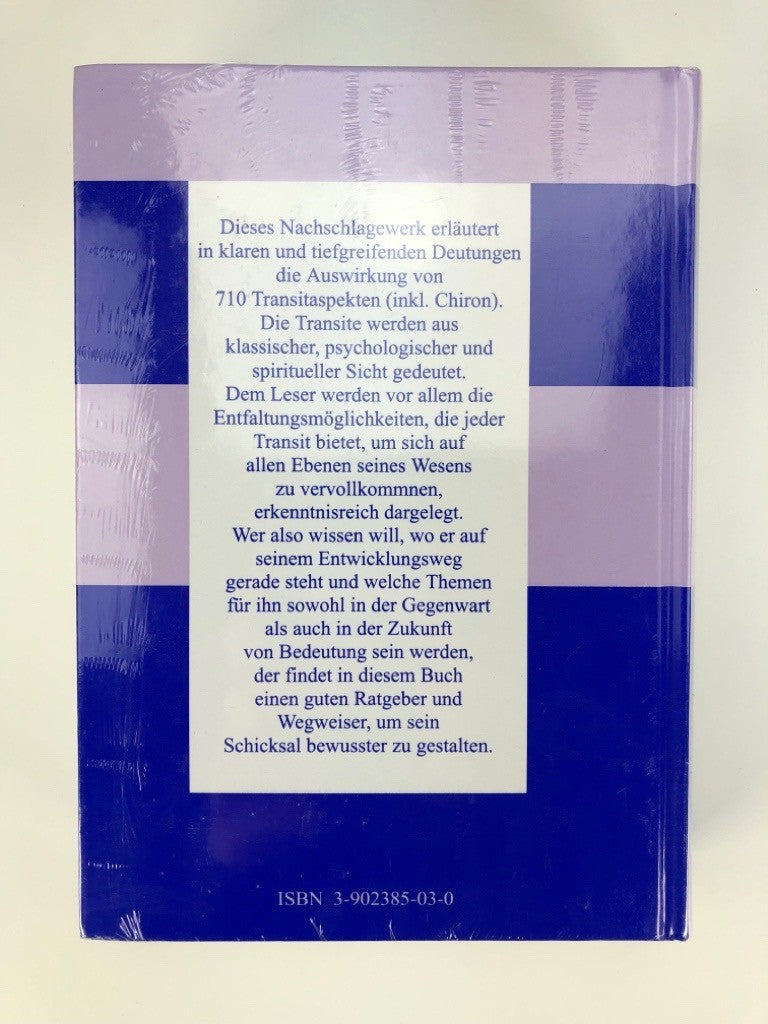 Dieses Nachschlagewerk erläutert
in klaren und tiefgreifenden Deutungen
die Auswirkung von
710 Transitaspekten (inkl. Chiron).
Die Transite werden aus
klassischer, psychologischer und
spiritueller Sicht gedeutet.
Dem Leser werden vor allem die
Entfaltungsmöglichkeiten, die jeder
Transit bietet, um sich auf
allen Ebenen seines Wesens
zu vervollkommnen,
erkenntnisreich dargelegt.
Wer also wissen will, wo er auf
seinem Entwicklungsweg
gerade steht und welche Themen
für ihn sowohl in der Gegenwart
als auch in der Zukunft
von Bedeutung sein werden,
der findet in diesem Buch
einen guten Ratgeber und
Wegweiser, um sein
Schicksal bewusster zu gestalten.
ISBN 3-902385-03-0